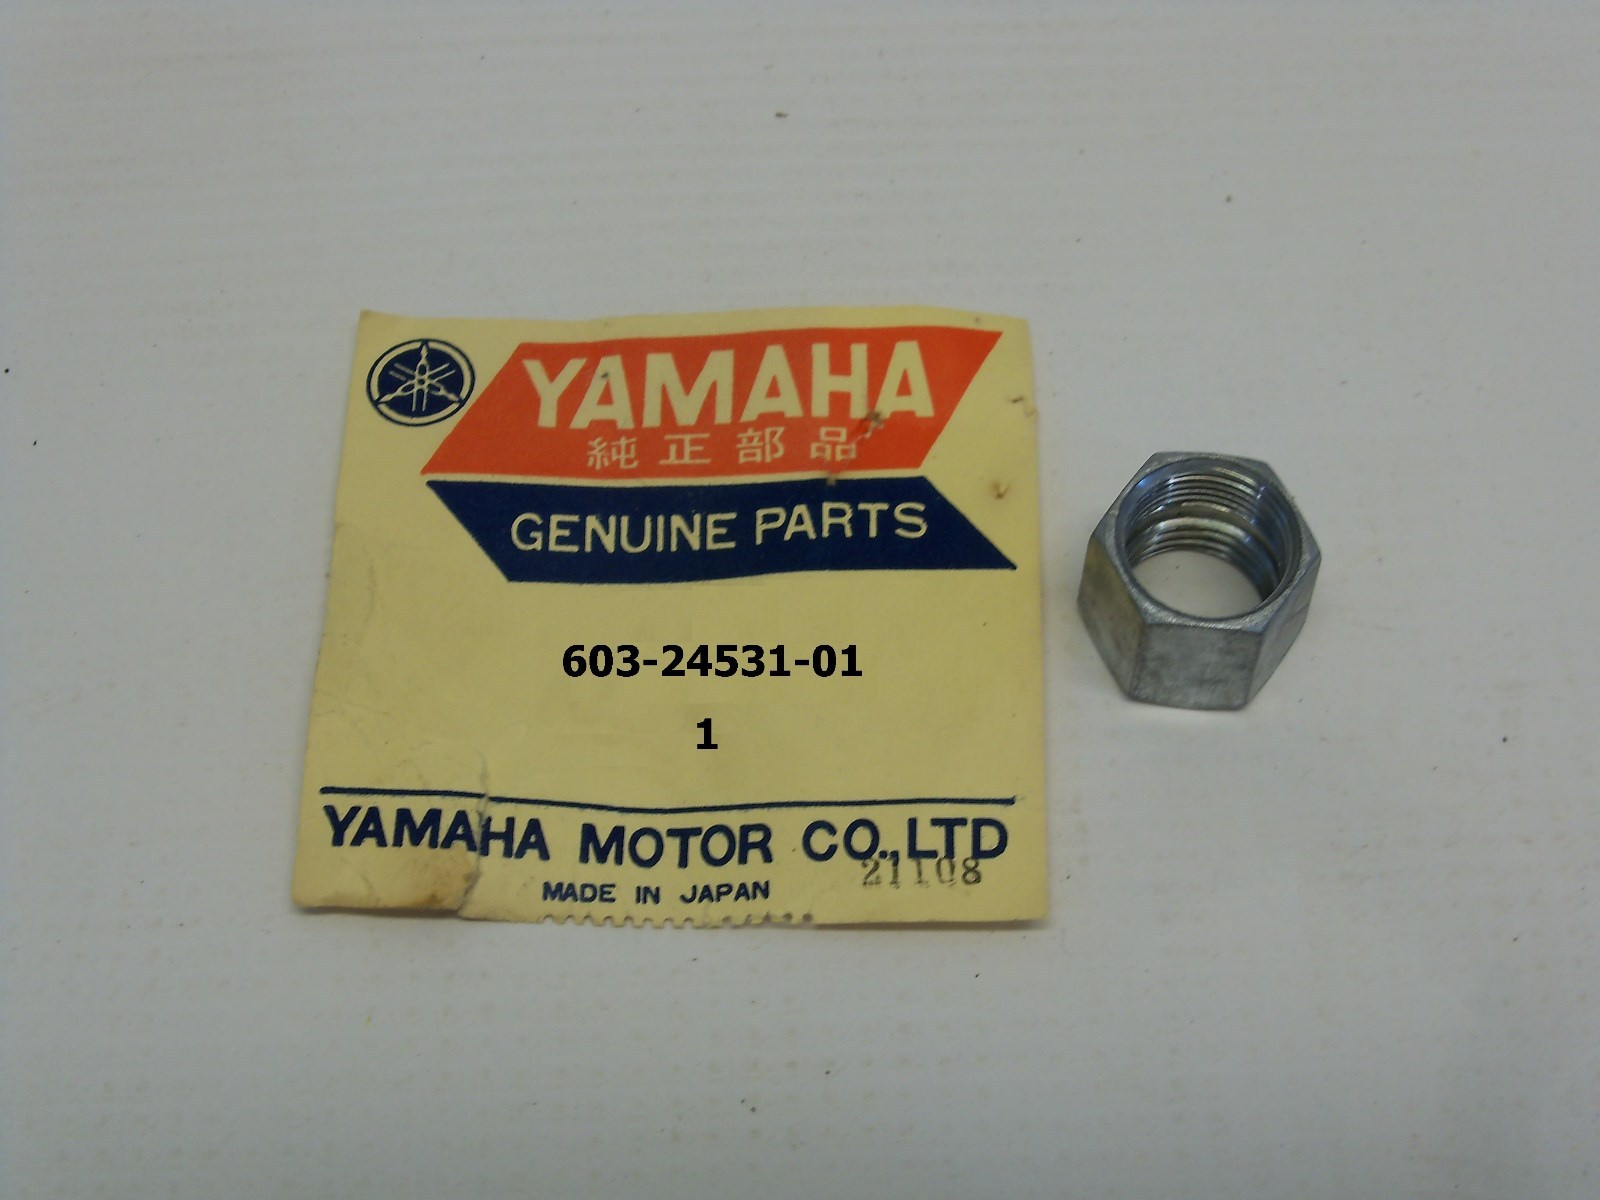 YAMAHA
純正部品
GENUINE PARTS
603-24531-01
1
YAMAHA MOTOR CO.,LTD
21108
MADE IN JAPAN